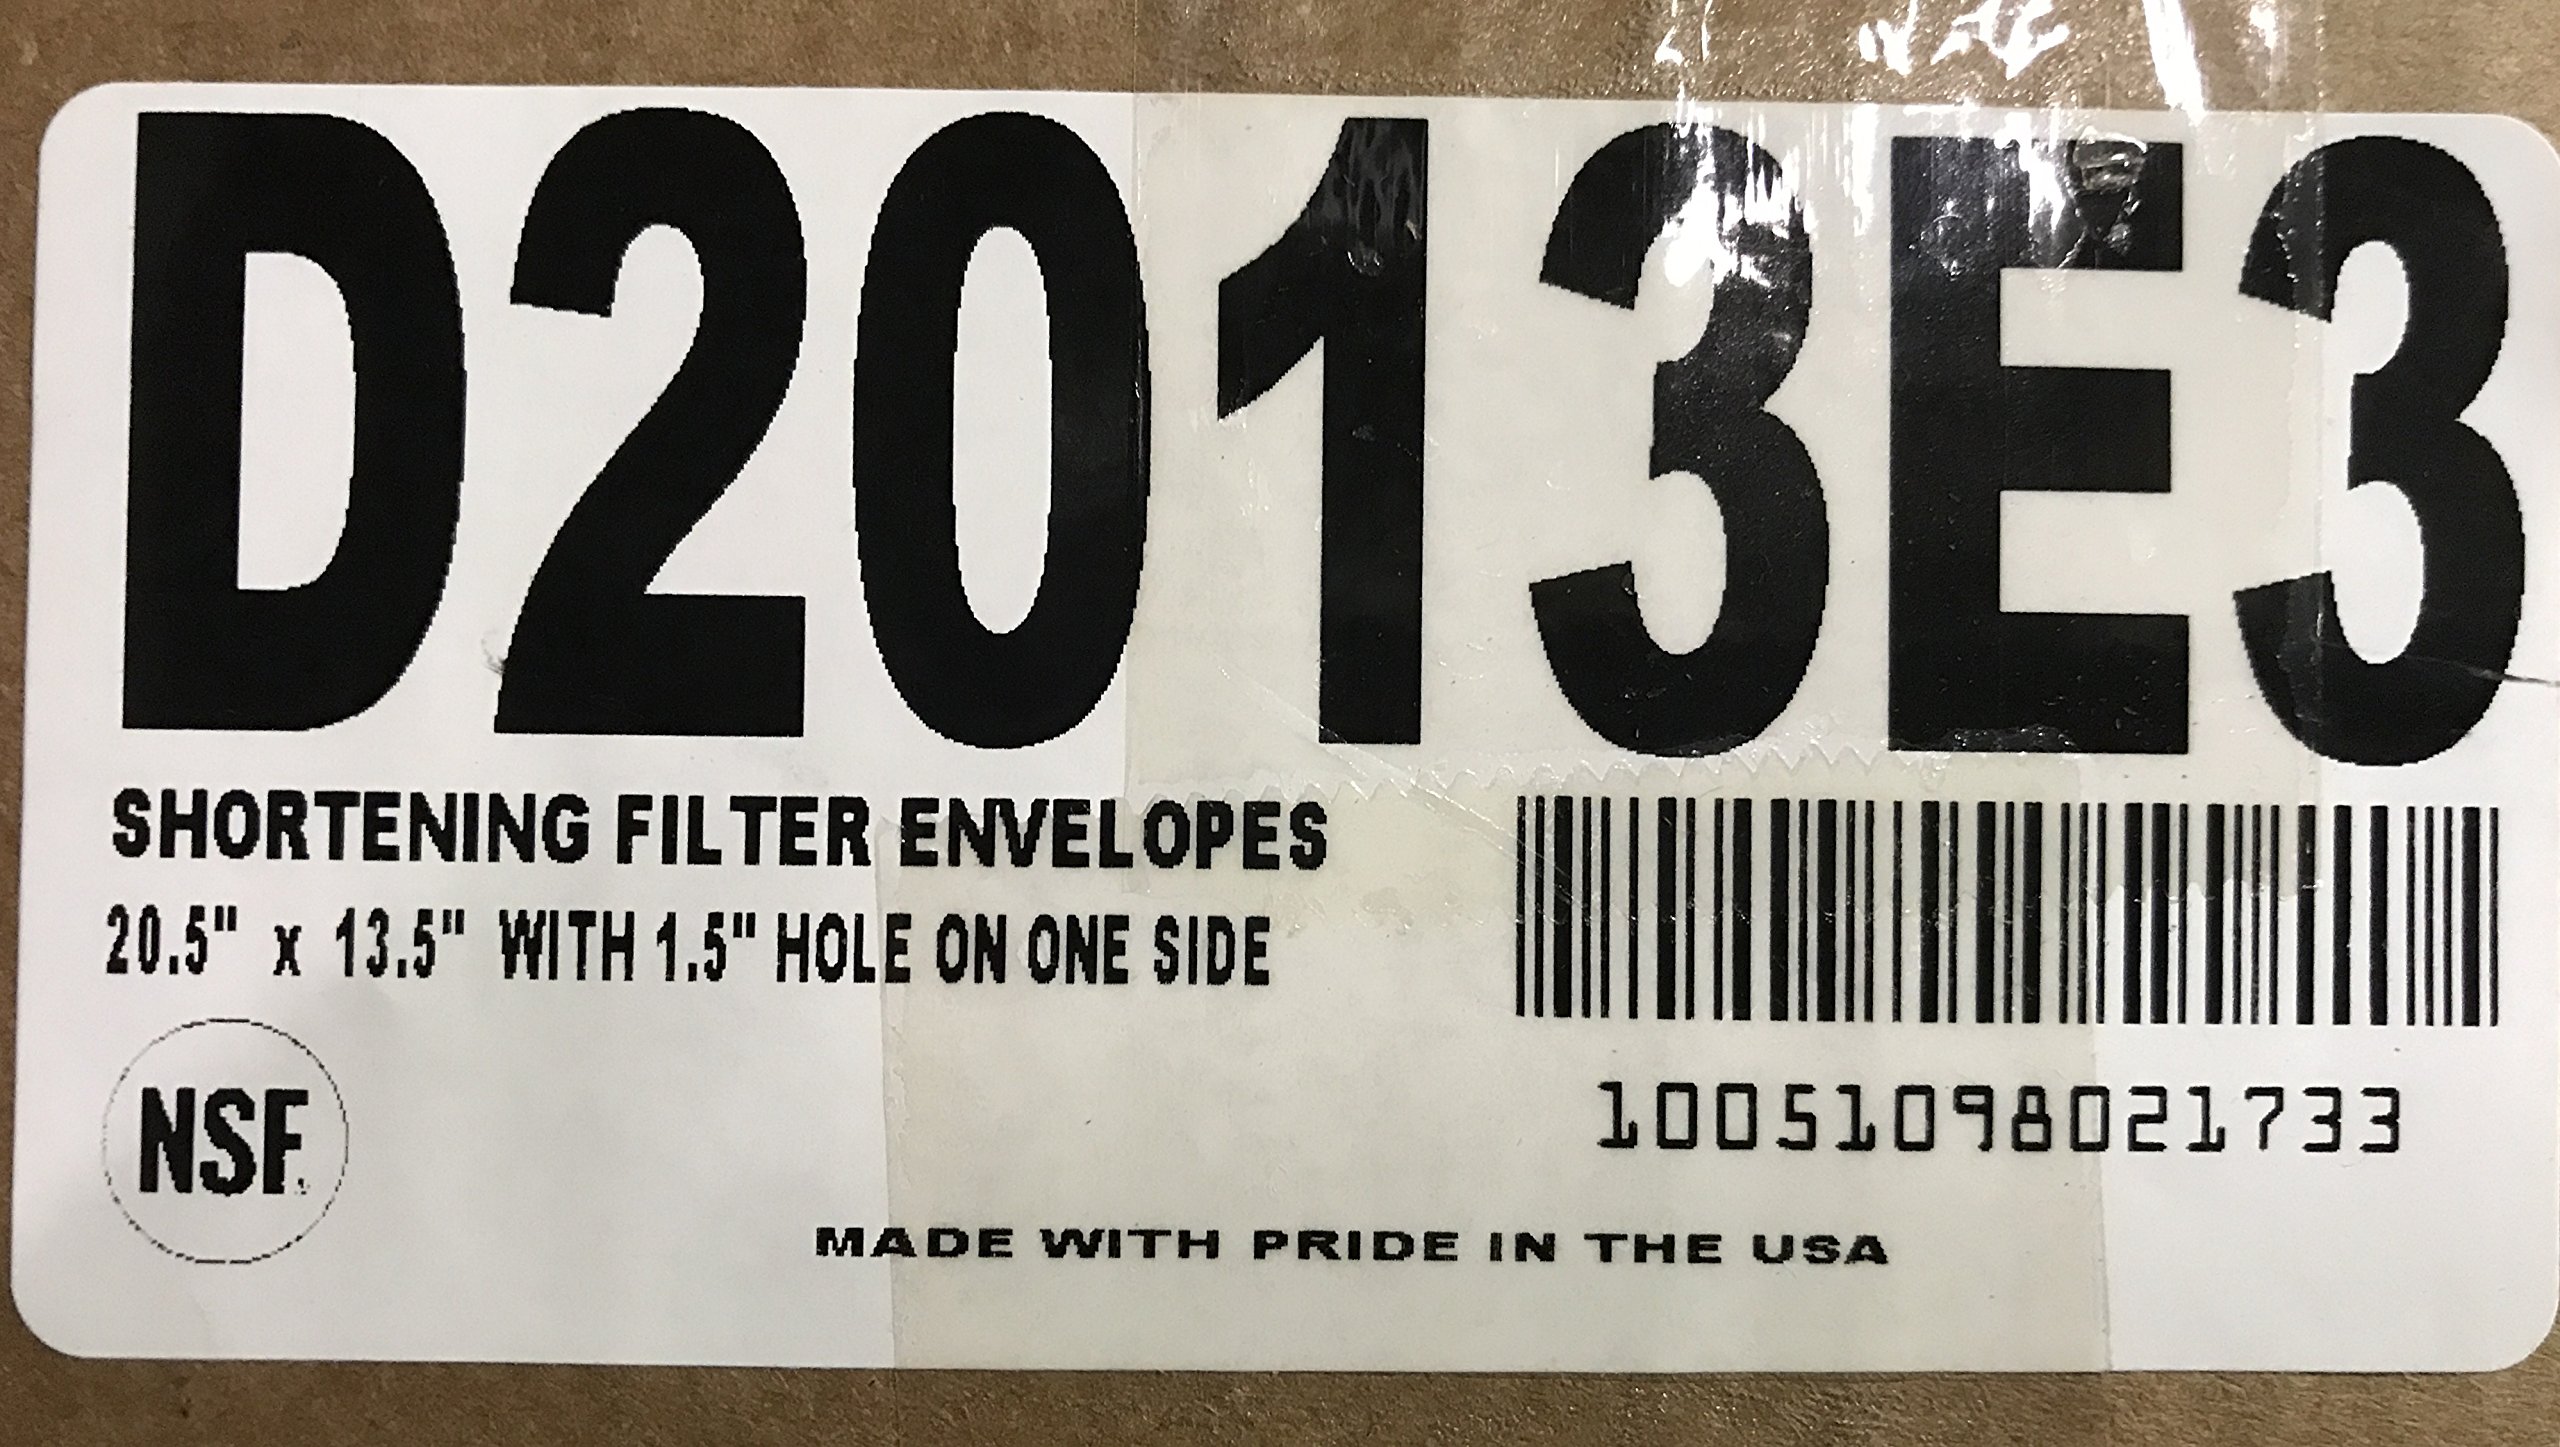 D2013E3
SHORTENING FILTER ENVELOPES
20.5" x 13.5" WITH 1.5" HOLE ON ONE SIDE
10051098021733
NSF.
MADE WITH PRIDE IN THE USA